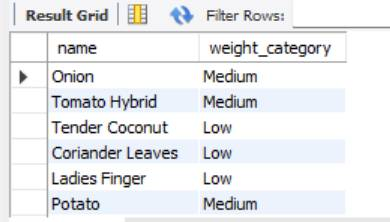 Result Grid Filter Rows:
name weight_category
Onion Medium
Tomato Hybrid Medium
Tender Coconut Low
Coriander Leaves Low
Ladies Finger Low
Potato Medium